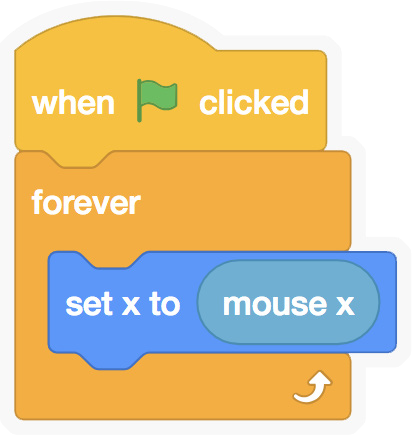 when clicked
forever
set x to mouse x